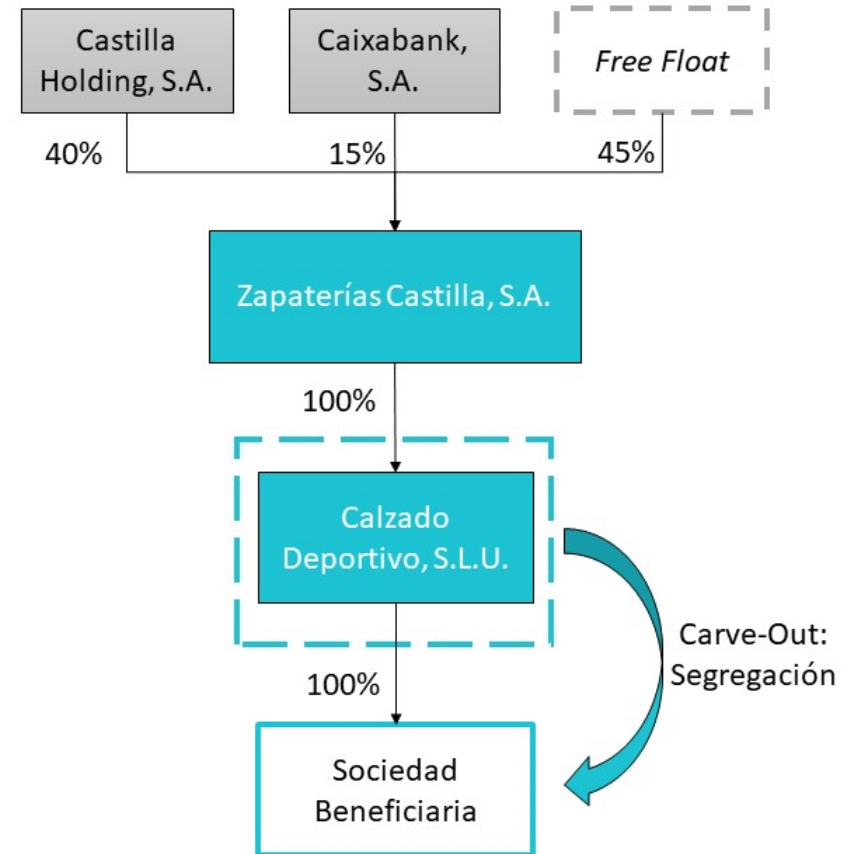 Castilla
Holding, S.A.
Caixabank,
S.A.
Free Float
40%
15%
45%
Zapaterías Castilla, S.A.
100%
Calzado
Deportivo, S.L.U.
Carve-Out:
Segregación
100%
Sociedad
Beneficiaria